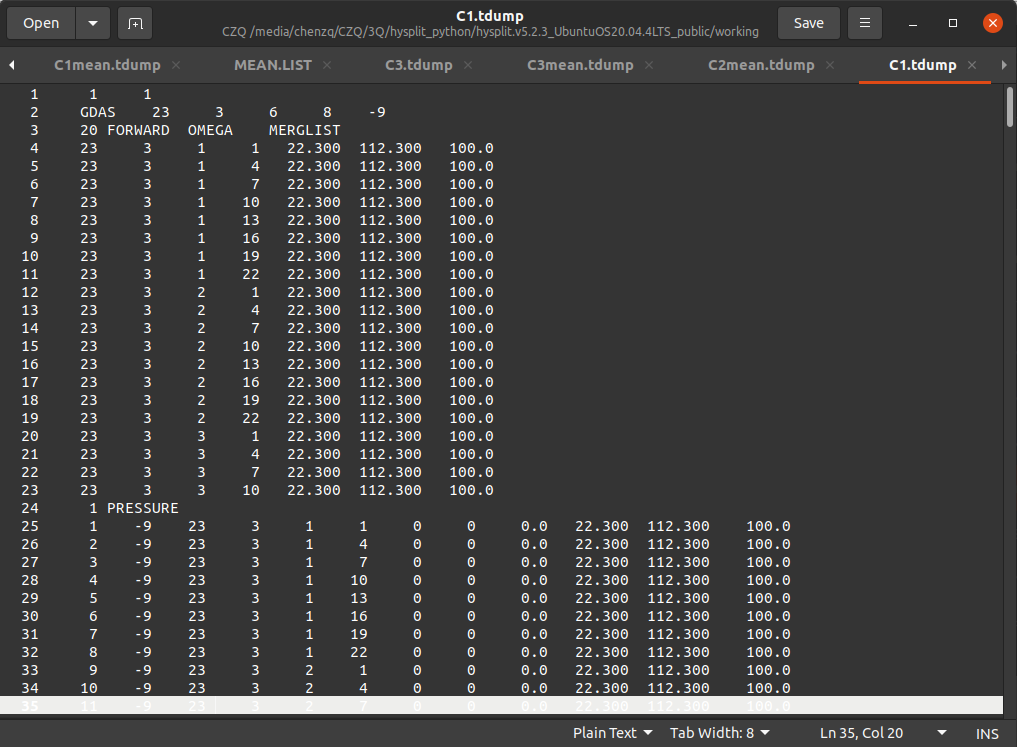 Open C1.tdump Save
CZQ /media/chenzq/CZQ/3Q/hysplit_python/hysplit.v5.2.3_UbuntuOS20.04.4LTS_public/working
C1mean.tdump MEAN.LIST C3.tdump C3mean.tdump C2mean.tdump C1.tdump
1 1 1
2 GDAS 23 3 6 8 -9
3 20 FORWARD OMEGA MERGLIST
4 23 3 1 1 22.300 112.300 100.0
5 23 3 1 4 22.300 112.300 100.0
6 23 3 1 7 22.300 112.300 100.0
7 23 3 1 10 22.300 112.300 100.0
8 23 3 1 13 22.300 112.300 100.0
9 23 3 1 16 22.300 112.300 100.0
10 23 3 1 19 22.300 112.300 100.0
11 23 3 1 22 22.300 112.300 100.0
12 23 3 2 1 22.300 112.300 100.0
13 23 3 2 4 22.300 112.300 100.0
14 23 3 2 7 22.300 112.300 100.0
15 23 3 2 10 22.300 112.300 100.0
16 23 3 2 13 22.300 112.300 100.0
17 23 3 2 16 22.300 112.300 100.0
18 23 3 2 19 22.300 112.300 100.0
19 23 3 2 22 22.300 112.300 100.0
20 23 3 3 1 22.300 112.300 100.0
21 23 3 3 4 22.300 112.300 100.0
22 23 3 3 7 22.300 112.300 100.0
23 23 3 3 10 22.300 112.300 100.0
24 1 PRESSURE
25 1 -9 23 3 1 1 0 0 0.0 22.300 112.300 100.0
26 2 -9 23 3 1 4 0 0 0.0 22.300 112.300 100.0
27 3 -9 23 3 1 7 0 0 0.0 22.300 112.300 100.0
28 4 -9 23 3 1 10 0 0 0.0 22.300 112.300 100.0
29 5 -9 23 3 1 13 0 0 0.0 22.300 112.300 100.0
30 6 -9 23 3 1 16 0 0 0.0 22.300 112.300 100.0
31 7 -9 23 3 1 19 0 0 0.0 22.300 112.300 100.0
32 8 -9 23 3 1 22 0 0 0.0 22.300 112.300 100.0
33 9 -9 23 3 2 1 0 0 0.0 22.300 112.300 100.0
34 10 -9 23 3 2 4 0 0 0.0 22.300 112.300 100.0
35 11 -9 23 3 2 7 0 0 0.0 22.300 112.300 100.0
Plain Text Tab Width: 8 Ln 35, Col 20 INS